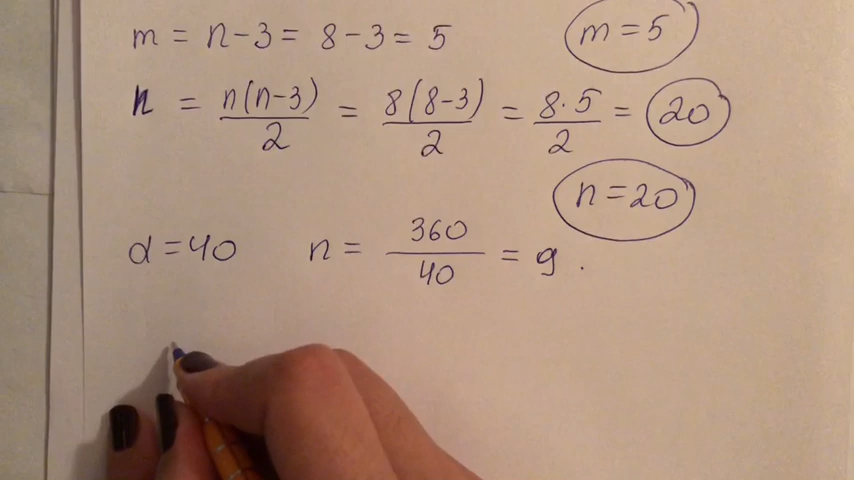 m = n-3 = 8-3 = 5 m=5
n = n(n-3)/2 = 8(8-3)/2 = 8·5/2 = 20
n=20
α=40 n = 360/40 = 9.